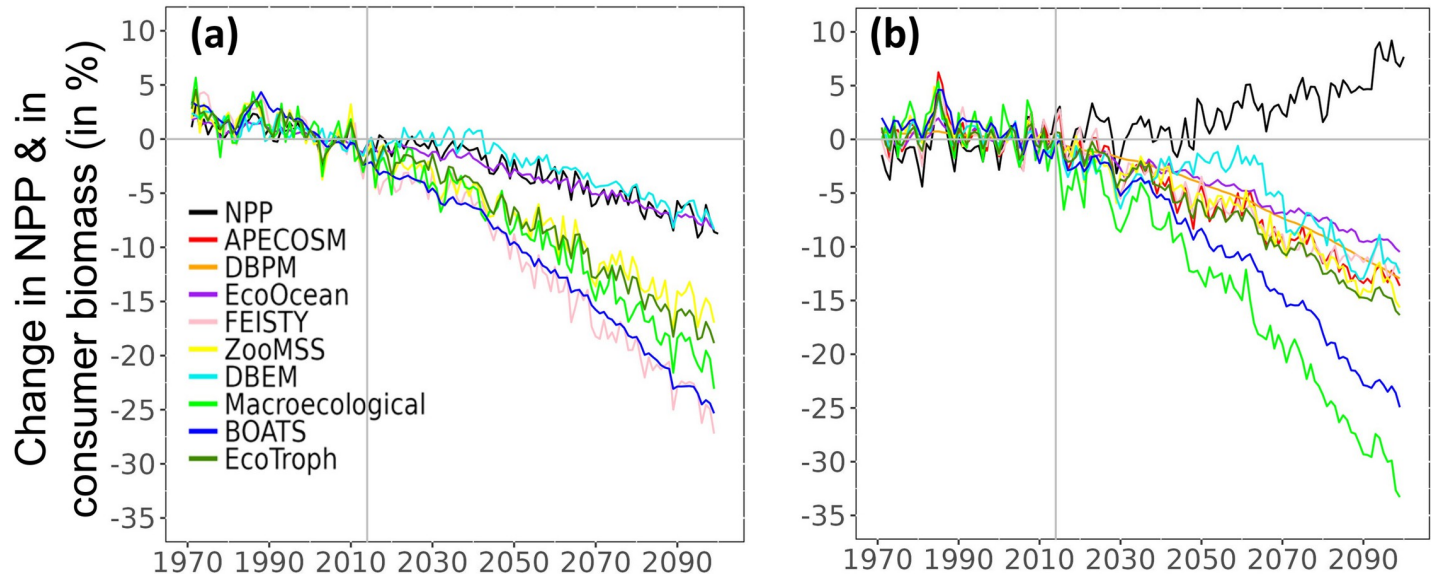 Change in NPP & in
consumer biomass (in %)
(a)
10
5
0
-5
-10
-15
-20
-25
-30
-35
NPP
APECOSM
DBPM
EcoOcean
FEISTY
ZooMSS
DBEM
Macroecological
BOATS
EcoTroph
1970 1990 2010 2030 2050 2070 2090
(b)
10
5
0
-5
-10
-15
-20
-25
-30
-35
1970 1990 2010 2030 2050 2070 2090